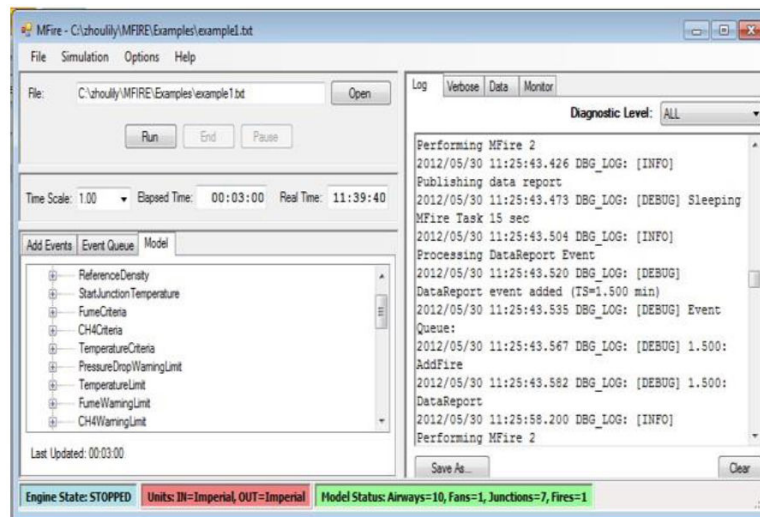 MFire - C:\zhoulily\MFIRE\Examples\example1.txt
File Simulation Options Help
File: C:\zhoulily\MFIRE\Examples\example1.txt Open
Run End Pause
Time Scale: 1.00 Elapsed Time: 00:03:00 Real Time: 11:39:40
Add Events Event Queue Model
ReferenceDensity
StartJunctionTemperature
FumeCriteria
CH4Criteria
TemperatureCriteria
PressureDropWarningLimit
TemperatureLimit
FumeWarningLimit
CH4WarningLimit
Last Updated: 00:03:00
Log Verbose Data Monitor
Diagnostic Level: ALL
Performing MFire 2
2012/05/30 11:25:43.426 DBG_LOG: [INFO]
Publishing data report
2012/05/30 11:25:43.473 DBG_LOG: [DEBUG] Sleeping
MFire Task 15 sec
2012/05/30 11:25:43.504 DBG_LOG: [INFO]
Processing DataReport Event
2012/05/30 11:25:43.520 DBG_LOG: [DEBUG]
DataReport event added (TS=1.500 min)
2012/05/30 11:25:43.535 DBG_LOG: [DEBUG] Event
Queue:
2012/05/30 11:25:43.567 DBG_LOG: [DEBUG] 1.500:
AddFire
2012/05/30 11:25:43.582 DBG_LOG: [DEBUG] 1.500:
DataReport
2012/05/30 11:25:58.200 DBG_LOG: [INFO]
Performing MFire 2
Save As... Clear
Engine State: STOPPED Units: IN=Imperial, OUT=Imperial Model Status: Airways=10, Fans=1, Junctions=7, Fires=1